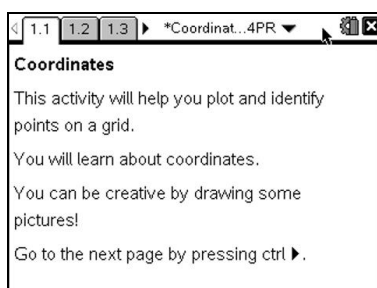 1.1 1.2 1.3 *Coordinat...4PR
Coordinates
This activity will help you plot and identify
points on a grid.
You will learn about coordinates.
You can be creative by drawing some
pictures!
Go to the next page by pressing ctrl ▶.